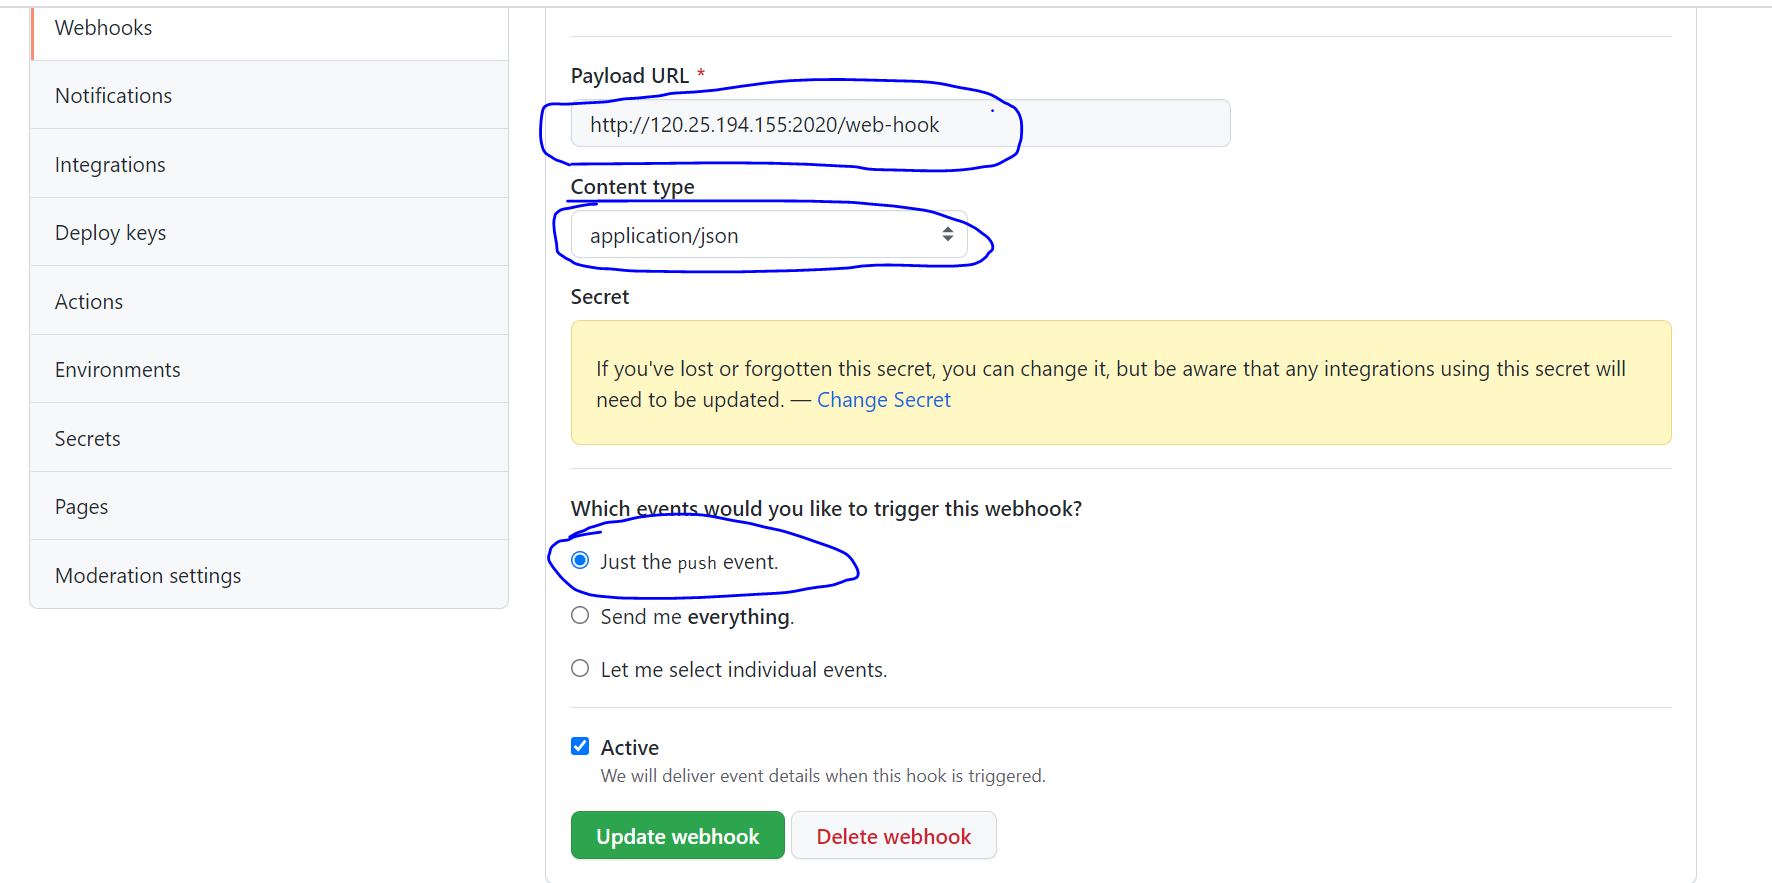 Webhooks
Notifications
Integrations
Deploy keys
Actions
Environments
Secrets
Pages
Moderation settings
Payload URL *
http://120.25.194.155:2020/web-hook
Content type
application/json
Secret
If you've lost or forgotten this secret, you can change it, but be aware that any integrations using this secret will
need to be updated. — Change Secret
Which events would you like to trigger this webhook?
Just the push event.
Send me everything.
Let me select individual events.
Active
We will deliver event details when this hook is triggered.
Update webhook
Delete webhook